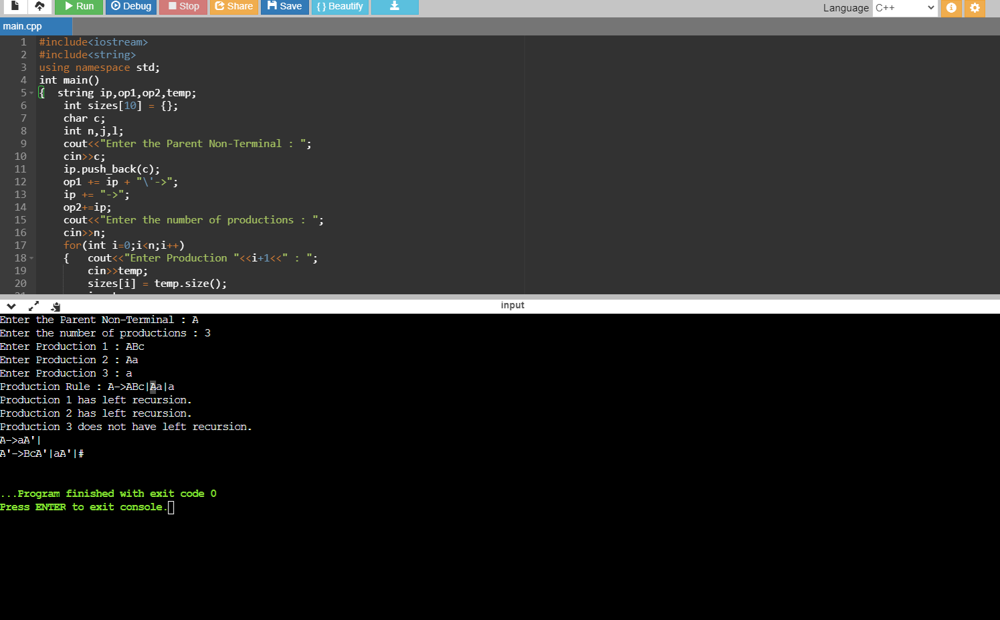 Run Debug Stop Share Save { } Beautify Language C++
main.cpp
1 #include<iostream>
2 #include<string>
3 using namespace std;
4 int main()
5 { string ip,op1,op2,temp;
6 int sizes[10] = {};
7 char c;
8 int n,j,l;
9 cout<<"Enter the Parent Non-Terminal : ";
10 cin>>c;
11 ip.push_back(c);
12 op1 += ip + "\'->";
13 ip += "->";
14 op2+=ip;
15 cout<<"Enter the number of productions : ";
16 cin>>n;
17 for(int i=0;i<n;i++)
18 { cout<<"Enter Production "<<i+1<<" : ";
19 cin>>temp;
20 sizes[i] = temp.size();
input
Enter the Parent Non-Terminal : A
Enter the number of productions : 3
Enter Production 1 : ABc
Enter Production 2 : Aa
Enter Production 3 : a
Production Rule : A->ABc|Aa|a
Production 1 has left recursion.
Production 2 has left recursion.
Production 3 does not have left recursion.
A->aA'|
A'->BcA'|aA'|#
...Program finished with exit code 0
Press ENTER to exit console.